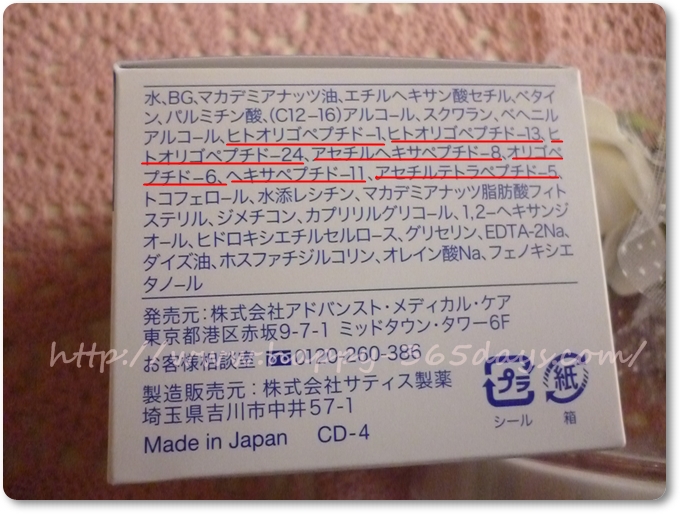 水、BG、マカデミアナッツ油、エチルヘキサン酸セチル、ベタイ
ン、パルミチン酸、(C12-16)アルコール、スクワラン、ベヘニル
アルコール、ヒトオリゴペプチド-1、ヒトオリゴペプチド-13、ヒ
トオリゴペプチド-24、アセチルヘキサペプチド-8、オリゴペ
プチド-6、ヘキサペプチド-11、アセチルテトラペプチド-5、
トコフェロール、水添レシチン、マカデミアナッツ脂肪酸フィト
ステリル、ジメチコン、カプリリルグリコール、1,2-ヘキサンジ
オール、ヒドロキシエチルセルロース、グリセリン、EDTA-2Na、
ダイズ油、ホスファチジルコリン、オレイン酸Na、フェノキシエ
タノール
発売元：株式会社アドバンスト・メディカル・ケア
東京都港区赤坂9-7-1 ミッドタウン・タワー6F
お客様相談室 0120-260-386
製造販売元：株式会社サティス製薬
埼玉県吉川市中井57-1
Made in Japan CD-4
プラ
シール
紙
箱